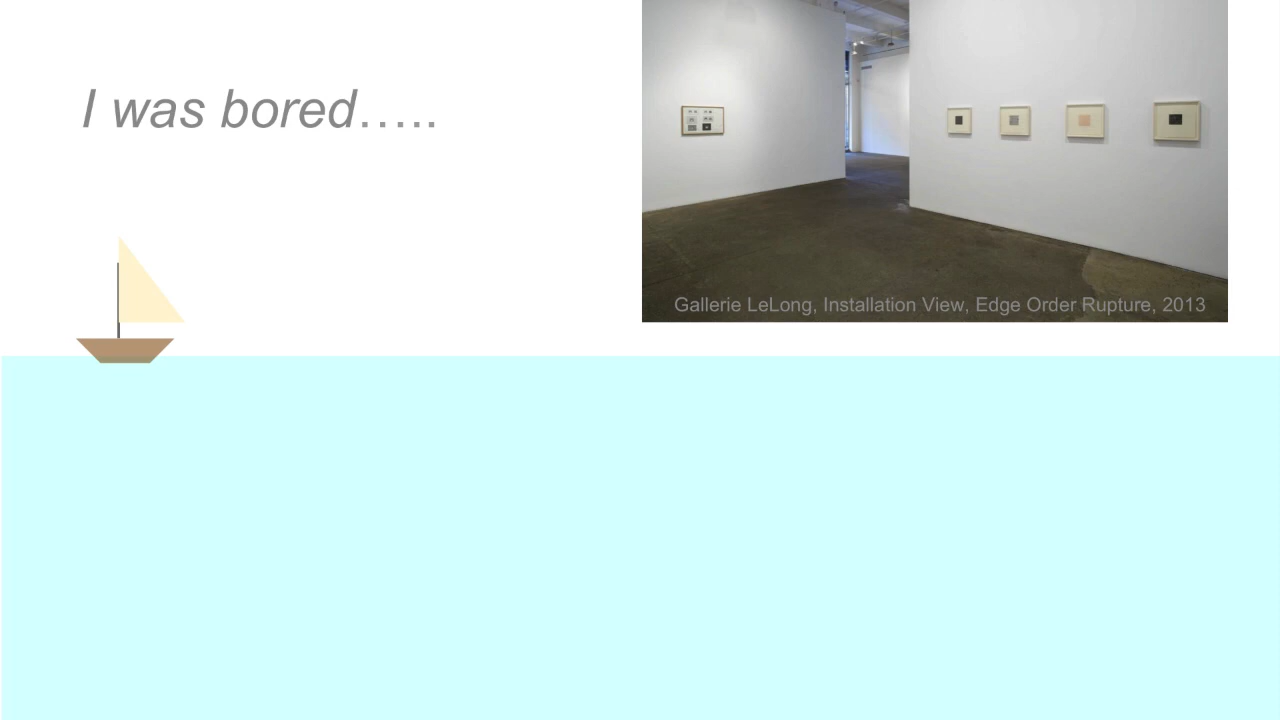 I was bored…..
Gallerie LeLong, Installation View, Edge Order Rupture, 2013